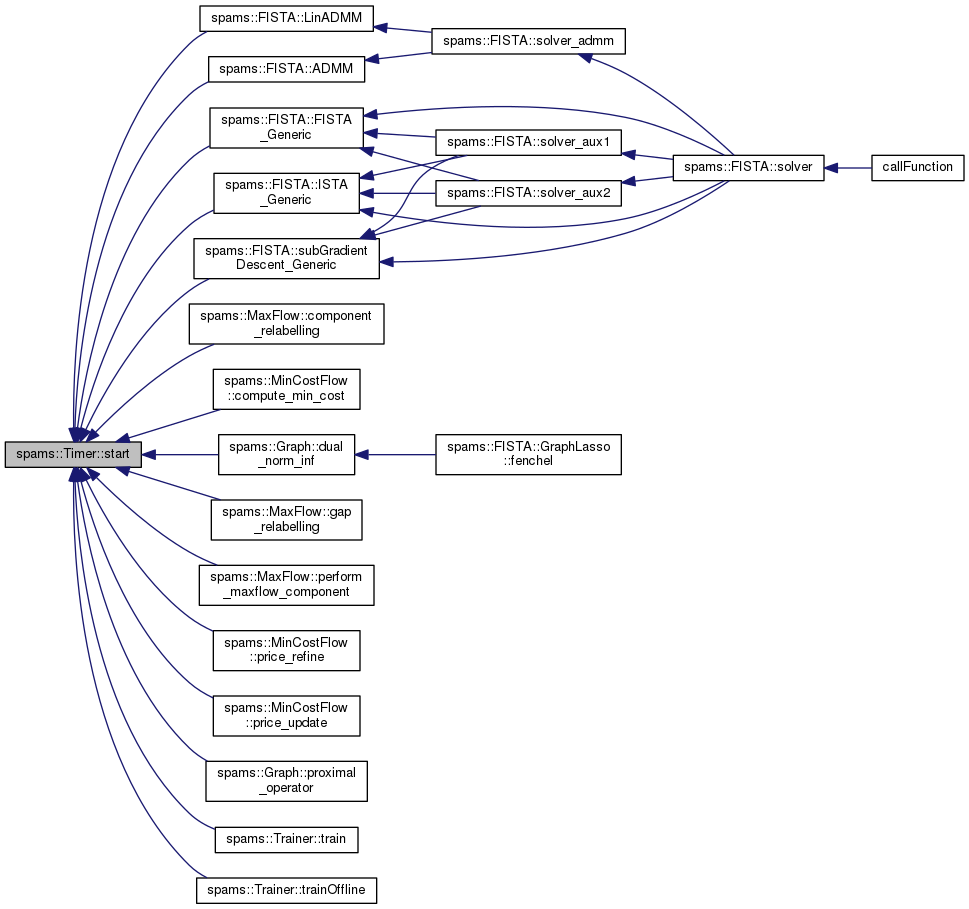 spams::FISTA::LinADMM
spams::FISTA::solver_admm
spams::FISTA::ADMM
spams::FISTA::FISTA
_Generic
spams::FISTA::solver_aux1
spams::FISTA::solver
callFunction
spams::FISTA::ISTA
_Generic
spams::FISTA::solver_aux2
spams::FISTA::subGradient
Descent_Generic
spams::MaxFlow::component
_relabelling
spams::MinCostFlow
::compute_min_cost
spams::Timer::start
spams::Graph::dual
_norm_inf
spams::FISTA::GraphLasso
::fenchel
spams::MaxFlow::gap
_relabelling
spams::MaxFlow::perform
_maxflow_component
spams::MinCostFlow
::price_refine
spams::MinCostFlow
::price_update
spams::Graph::proximal
_operator
spams::Trainer::train
spams::Trainer::trainOffline